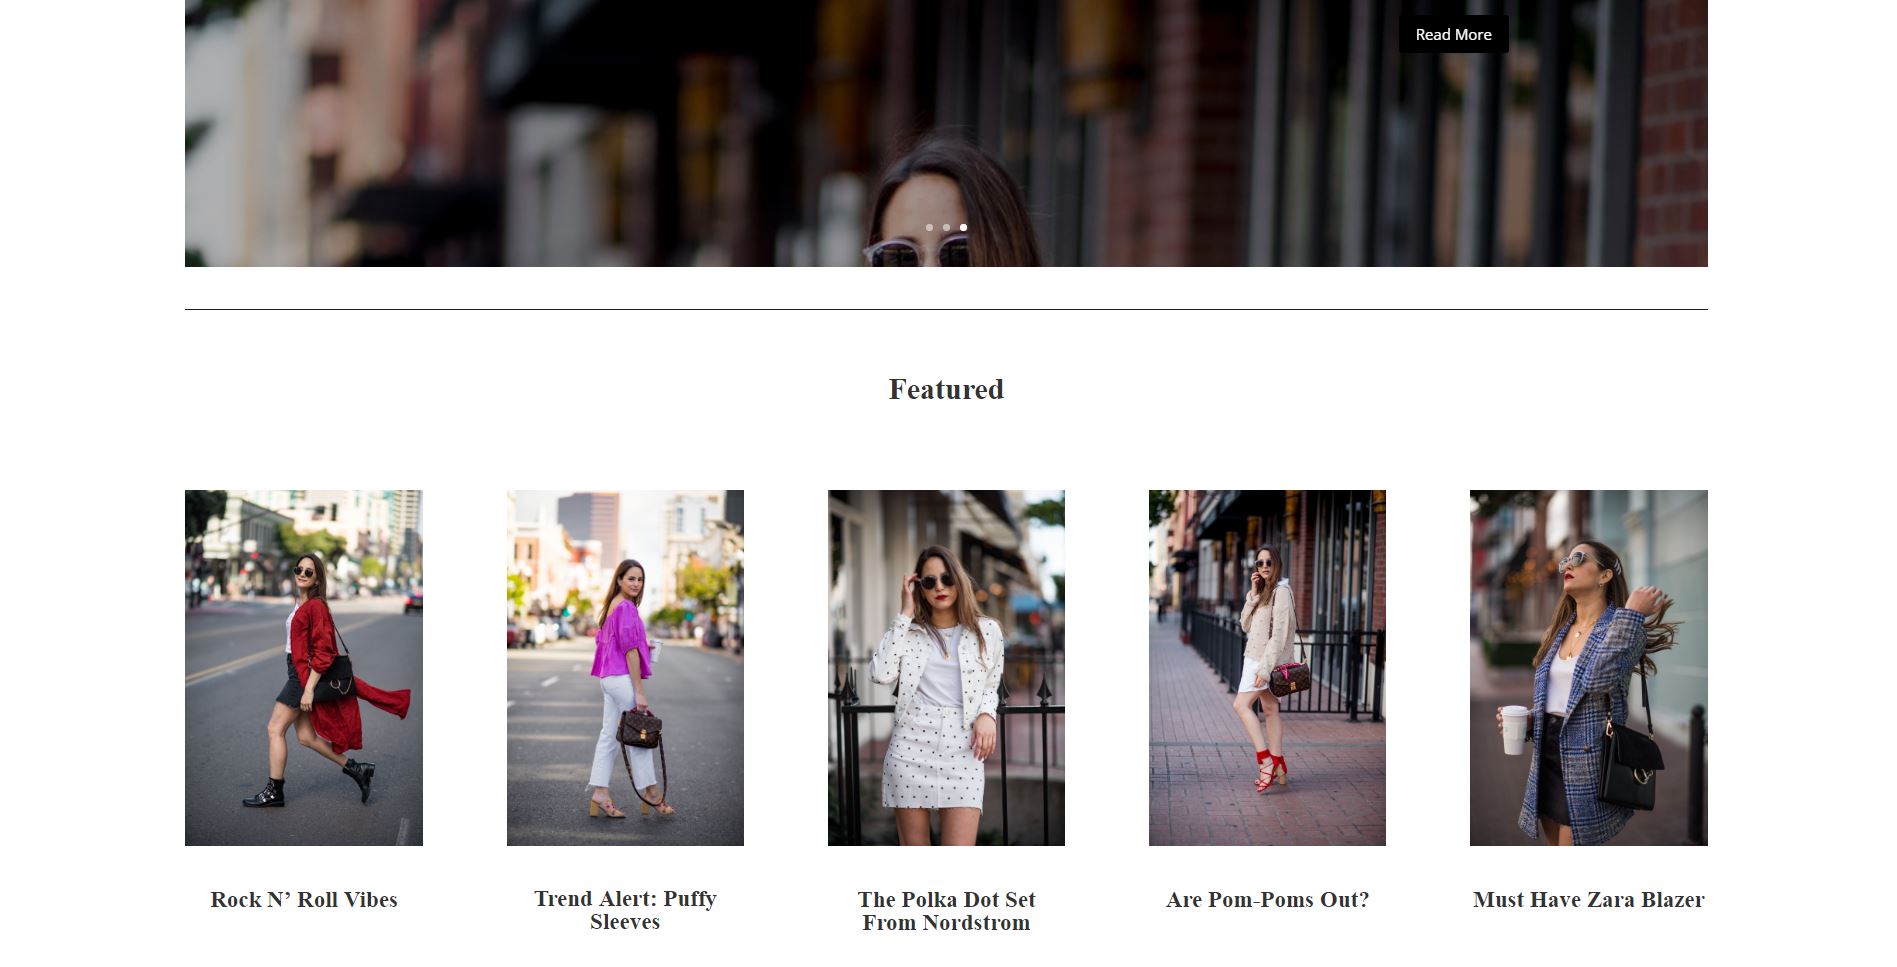 Read More
Featured
Rock N’ Roll Vibes
Trend Alert: Puffy
Sleeves
The Polka Dot Set
From Nordstrom
Are Pom-Poms Out?
Must Have Zara Blazer